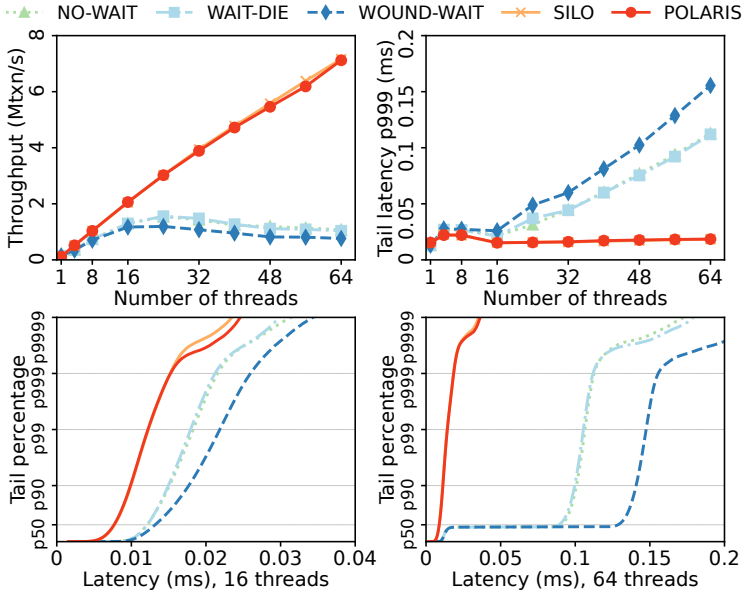 NO-WAIT WAIT-DIE WOUND-WAIT SILO POLARIS
Throughput (Mtxn/s)
8
6
4
2
0
1 8 16 32 48 64
Number of threads
Tail latency p999 (ms)
0.2
0.15
0.1
0.05
0
1 8 16 32 48 64
Number of threads
Tail percentage
p9999
p999
p99
p90
p50
0 0.01 0.02 0.03 0.04
Latency (ms), 16 threads
Tail percentage
p9999
p999
p99
p90
p50
0 0.05 0.1 0.15 0.2
Latency (ms), 64 threads